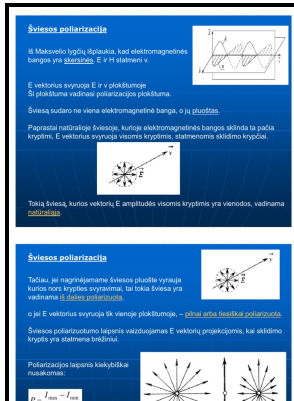 Šviesos poliarizacija
Iš Maksvelio lygčių išplaukia, kad elektromagnetinės
bangos yra skersinės. E ir H statmeni v.
E vektorius svyruoja E ir v plokštumoje
Ši plokštuma vadinasi poliarizacijos plokštuma.
Šviesą sudaro ne viena elektromagnetinė banga, o jų pluoštas.
Paprastai natūralioje šviesoje, kurioje elektromagnetinės bangos sklinda ta pačia
kryptimi, E vektorius svyruoja visomis kryptimis, statmenomis sklidimo krypčiai.
v
E
Tokią šviesą, kurios vektorių E amplitudės visomis kryptimis yra vienodos, vadinama
natūraliąja.
Šviesos poliarizacija
Tačiau, jei nagrinėjamame šviesos pluošte vyrauja
kurios nors krypties svyravimai, tai tokia šviesa yra
vadinama iš dalies poliarizuota,
v
E
o jei E vektorius svyruoja tik vienoje plokštumoje, – pilnai arba tiesiškai poliarizuota.
Šviesos poliarizuotumo laipsnis vaizduojamas E vektorių projekcijomis, kai sklidimo
kryptis yra statmena brėžiniui.
Poliarizacijos laipsnis kiekybiškai
nusakomas:
I max − I min